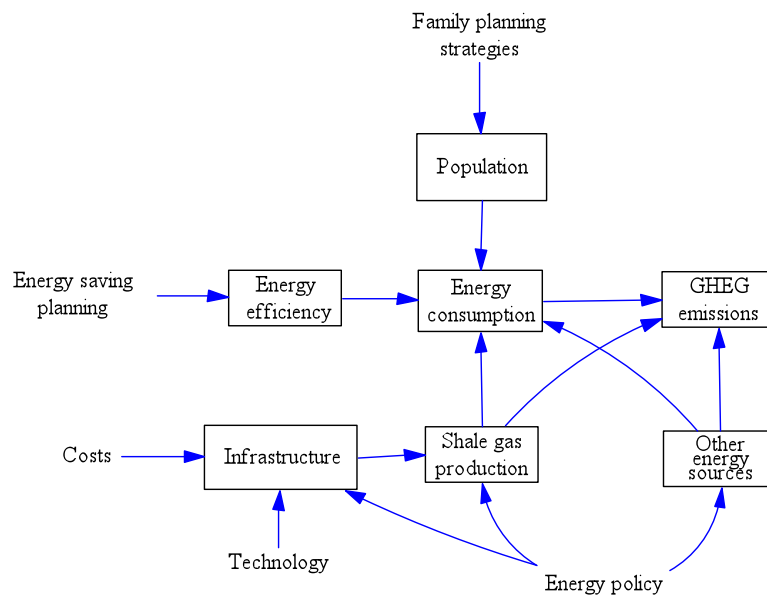 Family planning
strategies
Population
Energy saving
planning
Energy
efficiency
Energy
consumption
GHEG
emissions
Costs
Infrastructure
Shale gas
production
Other
energy
sources
Technology
Energy policy